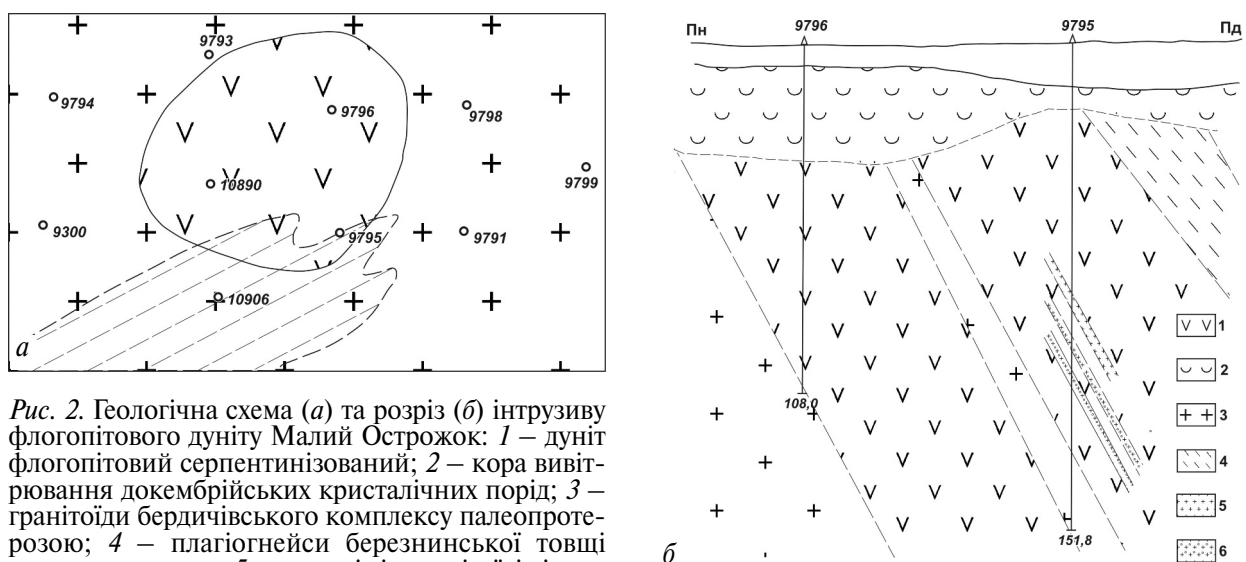 9793
9794
9796
9798
9799
10890
9300
9795
9791
10906
а
Рис. 2. Геологічна схема (а) та розріз (б) інтрузиву
флогопітового дуніту Малий Острожок: 1 – дуніт
флогопітовий серпентинізований; 2 – кора вивіт-
рювання докембрійських кристалічних порід; 3 –
гранітоїди бердичівського комплексу палеопроте-
розою; 4 – плагіогнейси березнинської товщі
Пн
9796
9795
Пд
108,0
151,8
1
2
3
4
5
6
б